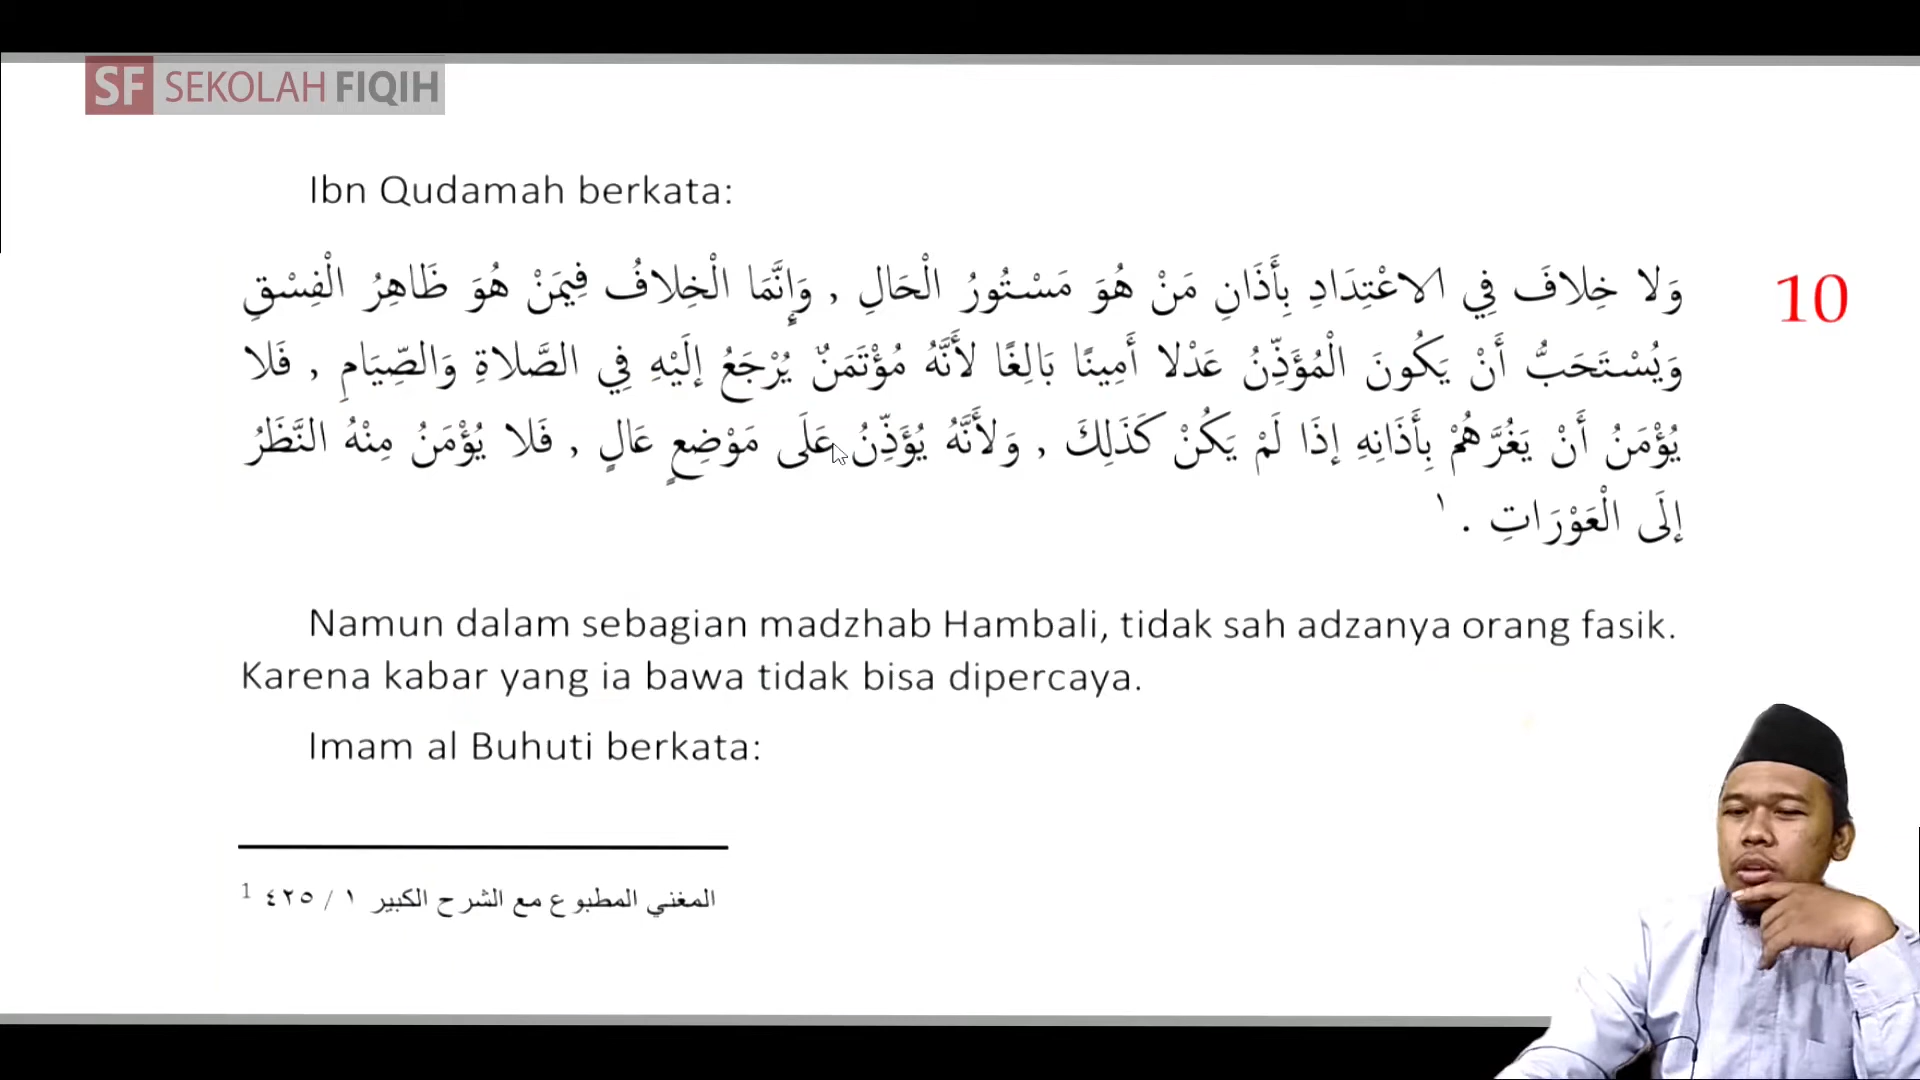 SF SEKOLAH FIQIH
Ibn Qudamah berkata:
وَلا خِلافَ فِي الاعْتِدَادِ بِأَذَانِ مَنْ هُوَ مَسْتُورُ الْحَالِ , وَإِنَّمَا الْخِلافُ فِيمَنْ هُوَ ظَاهِرُ الْفِسْقِ
10
وَيُسْتَحَبُّ أَنْ يَكُونَ الْمُؤَذِّنُ عَدْلا أَمِينًا بَالِغًا لأَنَّهُ مُؤْتَمَنٌ يُرْجَعُ إلَيْهِ فِي الصَّلاةِ وَالصِّيَامِ , فَلا
يُؤْمَنُ أَنْ يَغُرَّهُمْ بِأَذَانِهِ إذَا لَمْ يَكُنْ كَذَلِكَ , وَلأَنَّهُ يُؤَذِّنُ عَلَى مَوْضِعٍ عَالٍ , فَلا يُؤْمَنُ مِنْهُ النَّظَرُ
إلَى الْعَوْرَاتِ . ١
Namun dalam sebagian madzhab Hambali, tidak sah adzanya orang fasik.
Karena kabar yang ia bawa tidak bisa dipercaya.
Imam al Buhuti berkata:
1 المغني المطبوع مع الشرح الكبير ١ / ٤٢٥